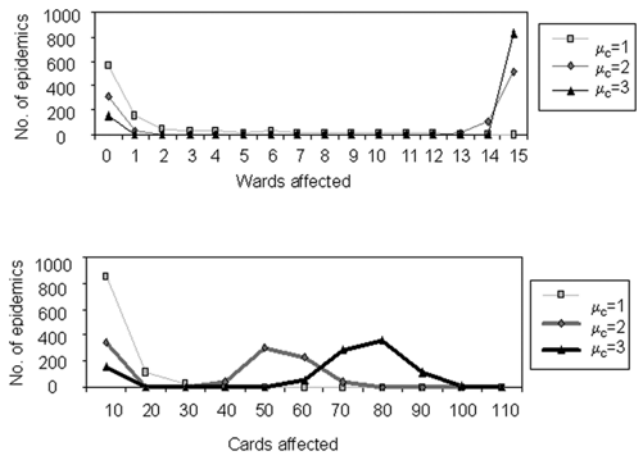 No. of epidemics
1000
800
600
400
200
0
0 1 2 3 4 5 6 7 8 9 10 11 12 13 14 15
Wards affected
μc=1
μc=2
μc=3
No. of epidemics
1000
800
600
400
200
0
10 20 30 40 50 60 70 80 90 100 110
Cards affected
μc=1
μc=2
μc=3